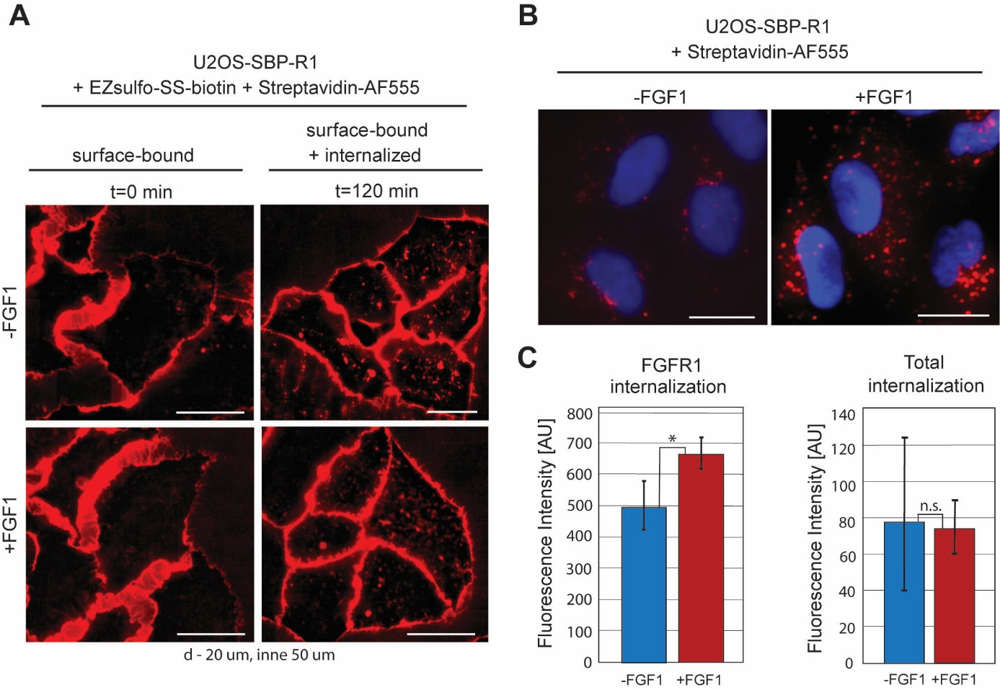 A
U2OS-SBP-R1
+ EZsulfo-SS-biotin + Streptavidin-AF555
surface-bound
surface-bound
+ internalized
t=0 min
t=120 min
-FGF1
+FGF1
d - 20 um, inne 50 um
B
U2OS-SBP-R1
+ Streptavidin-AF555
-FGF1
+FGF1
C
FGFR1
internalization
Fluorescence Intensity [AU]
800
700
600
500
400
300
200
100
0
*
-FGF1
+FGF1
Total
internalization
Fluorescence Intensity [AU]
140
120
100
80
60
40
20
0
n.s.
-FGF1
+FGF1